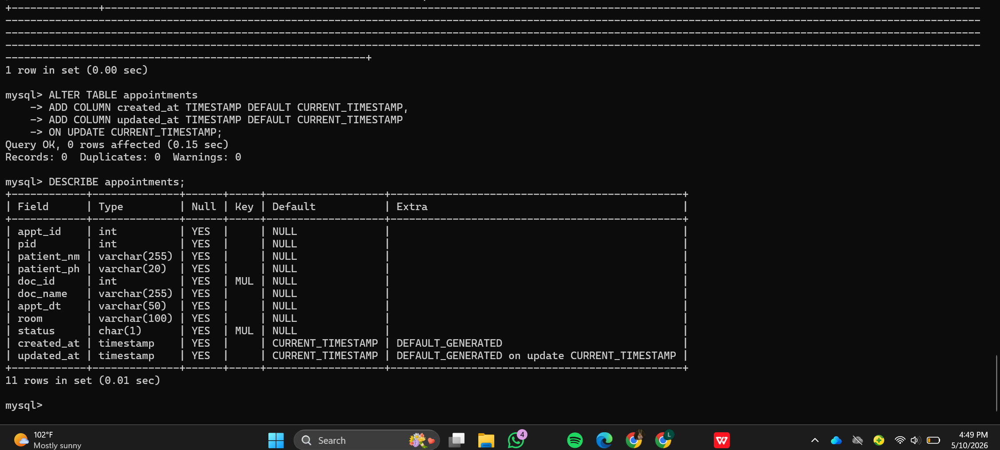 +--------------+---------------------------------------------------------------------------------------------------------------------------------------------
-------------------------------------------------------------------------------------------------------------------------------------------------------------
-------------------------------------------------------------------------------------------------------------------------------------------------------------
-------------------------------------------------------------------------------------------------------------------------------------------------------------
----------------------------------------------------------+
1 row in set (0.00 sec)
mysql> ALTER TABLE appointments
    -> ADD COLUMN created_at TIMESTAMP DEFAULT CURRENT_TIMESTAMP,
    -> ADD COLUMN updated_at TIMESTAMP DEFAULT CURRENT_TIMESTAMP
    -> ON UPDATE CURRENT_TIMESTAMP;
Query OK, 0 rows affected (0.15 sec)
Records: 0  Duplicates: 0  Warnings: 0
mysql> DESCRIBE appointments;
+------------+--------------+------+-----+-------------------+-----------------------------------------------+
| Field      | Type         | Null | Key | Default           | Extra                                         |
+------------+--------------+------+-----+-------------------+-----------------------------------------------+
| appt_id    | int          | YES  |     | NULL              |                                               |
| pid        | int          | YES  |     | NULL              |                                               |
| patient_nm | varchar(255) | YES  |     | NULL              |                                               |
| patient_ph | varchar(20)  | YES  |     | NULL              |                                               |
| doc_id     | int          | YES  | MUL | NULL              |                                               |
| doc_name   | varchar(255) | YES  |     | NULL              |                                               |
| appt_dt    | varchar(50)  | YES  |     | NULL              |                                               |
| room       | varchar(100) | YES  |     | NULL              |                                               |
| status     | char(1)      | YES  | MUL | NULL              |                                               |
| created_at | timestamp    | YES  |     | CURRENT_TIMESTAMP | DEFAULT_GENERATED                             |
| updated_at | timestamp    | YES  |     | CURRENT_TIMESTAMP | DEFAULT_GENERATED on update CURRENT_TIMESTAMP |
+------------+--------------+------+-----+-------------------+-----------------------------------------------+
11 rows in set (0.01 sec)
mysql>
102°F
Mostly sunny
Search
4
L
W
4:49 PM
5/10/2026